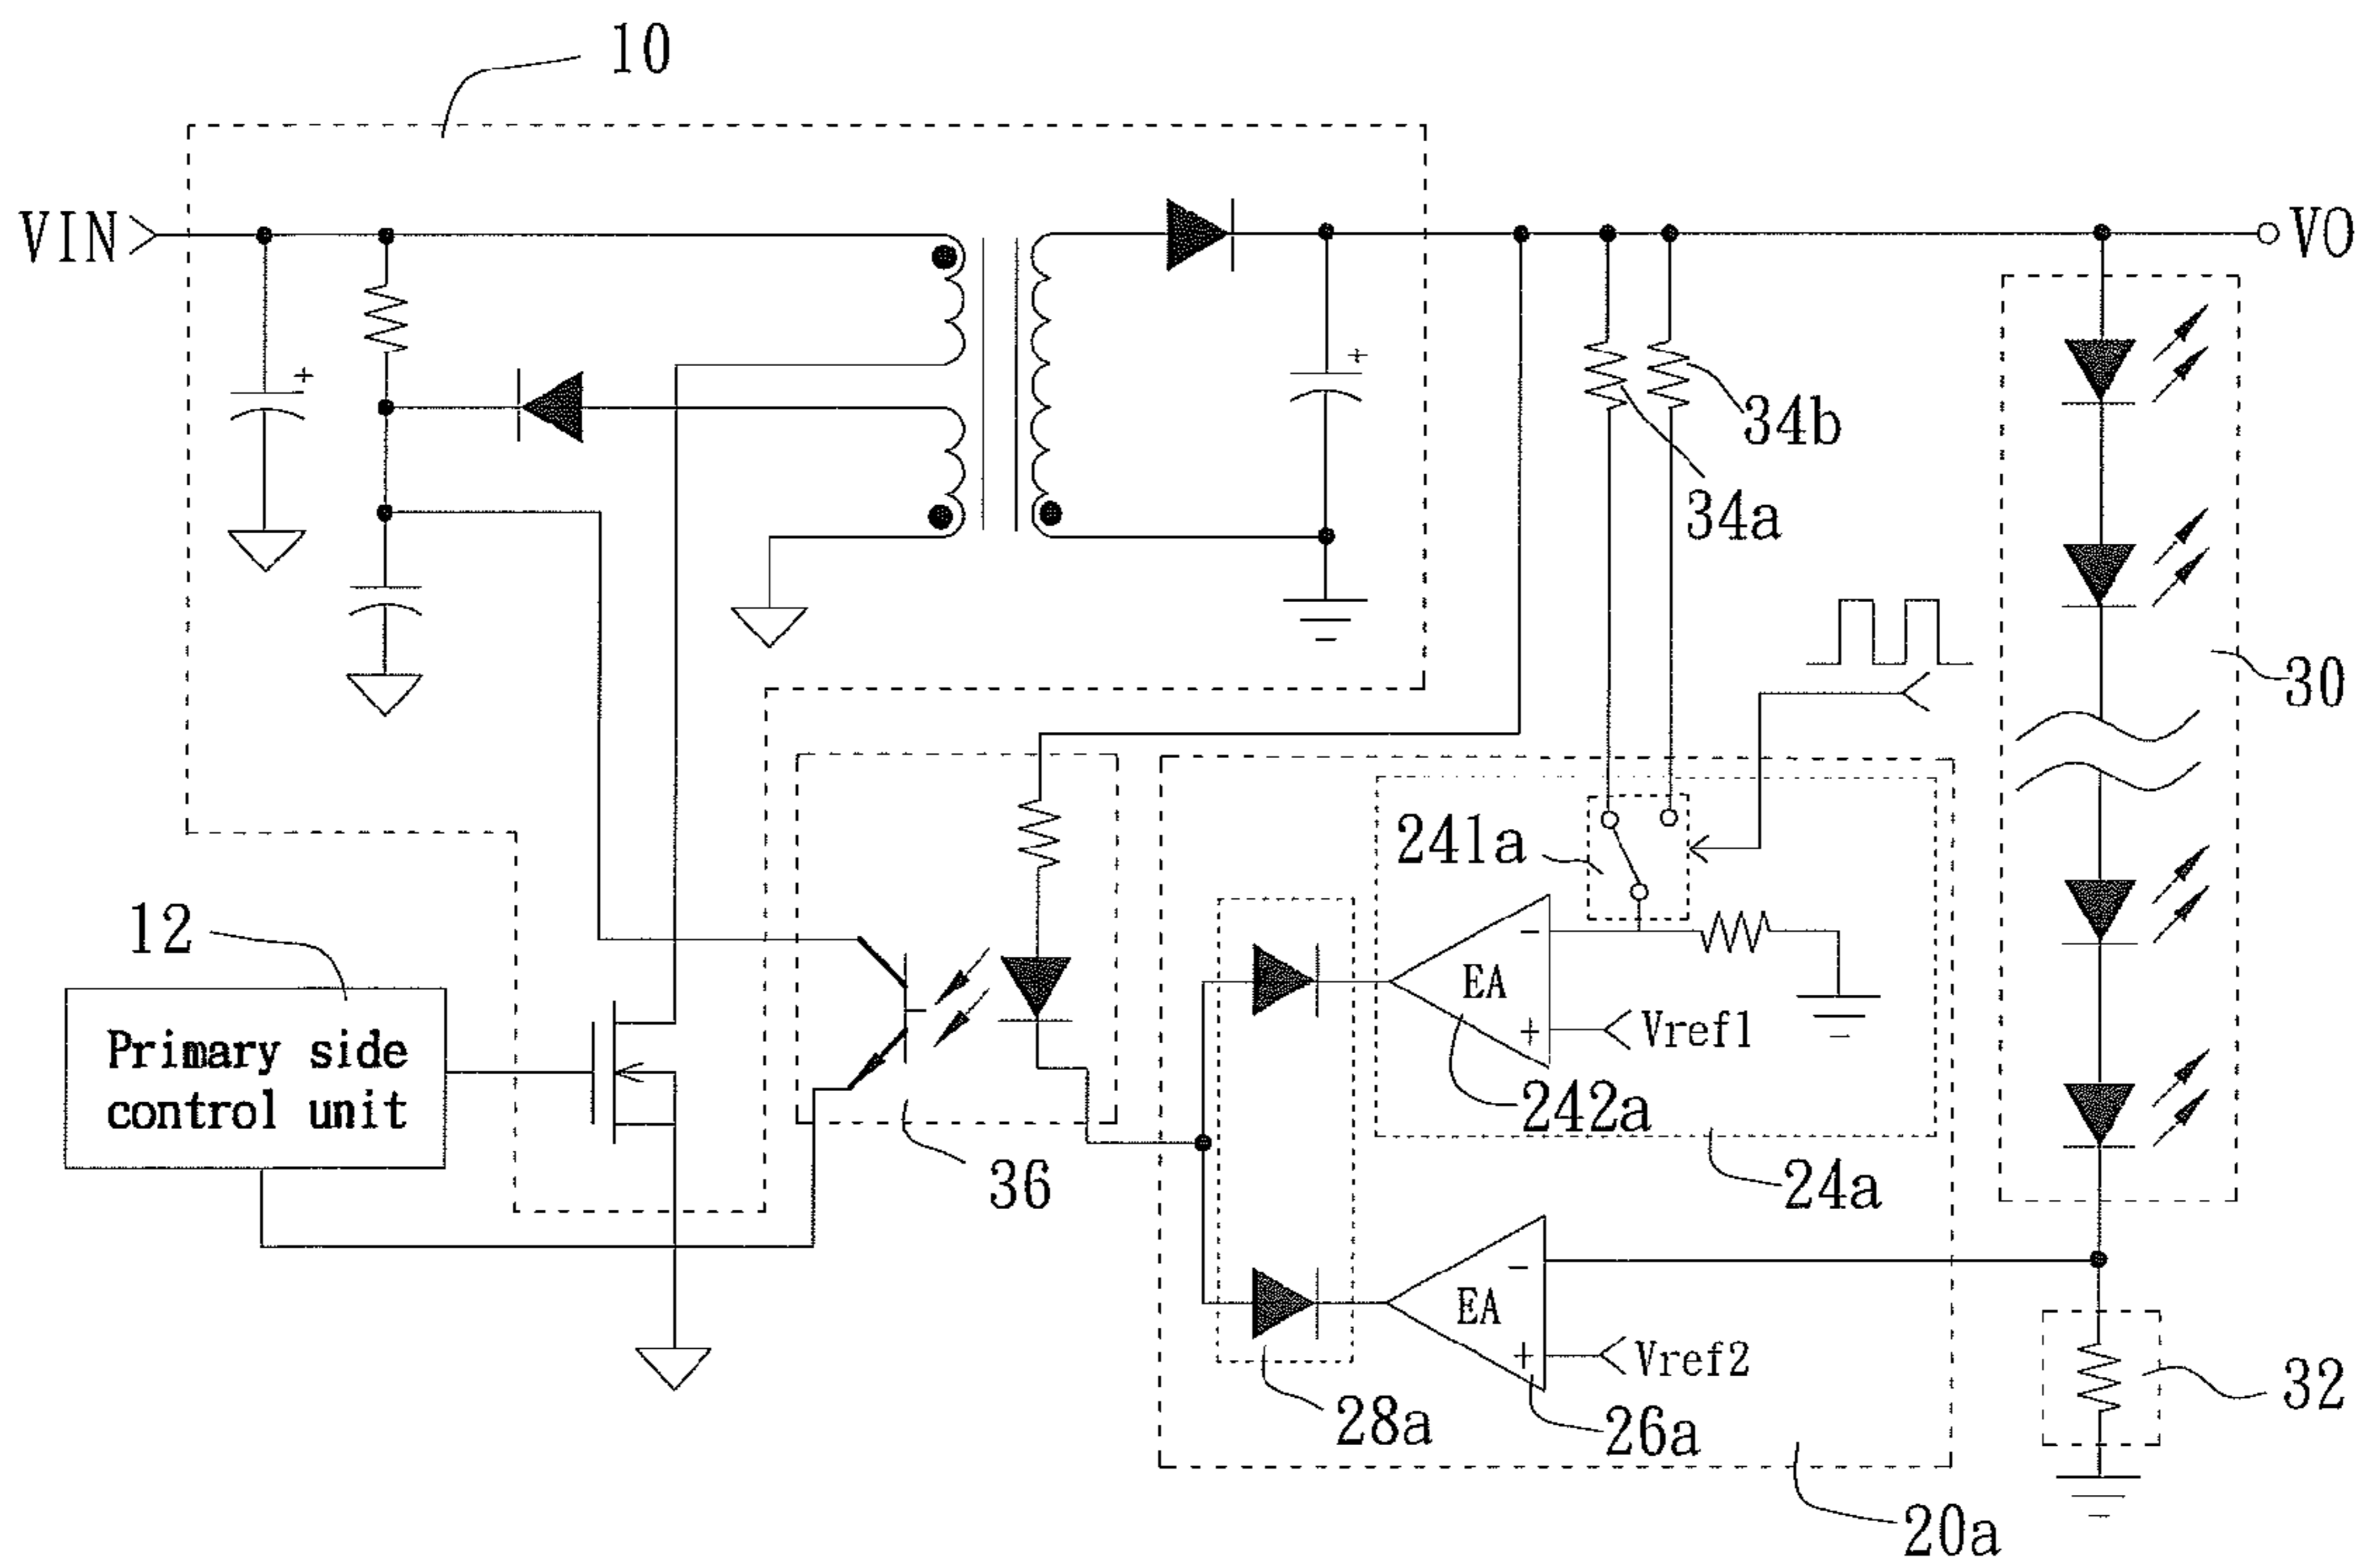 10
VIN
VO
+
+
34b
34a
30
241a
12
-
EA
+
Vref1
Primary side
control unit
242a
36
24a
-
EA
+
Vref2
32
28a
26a
20a